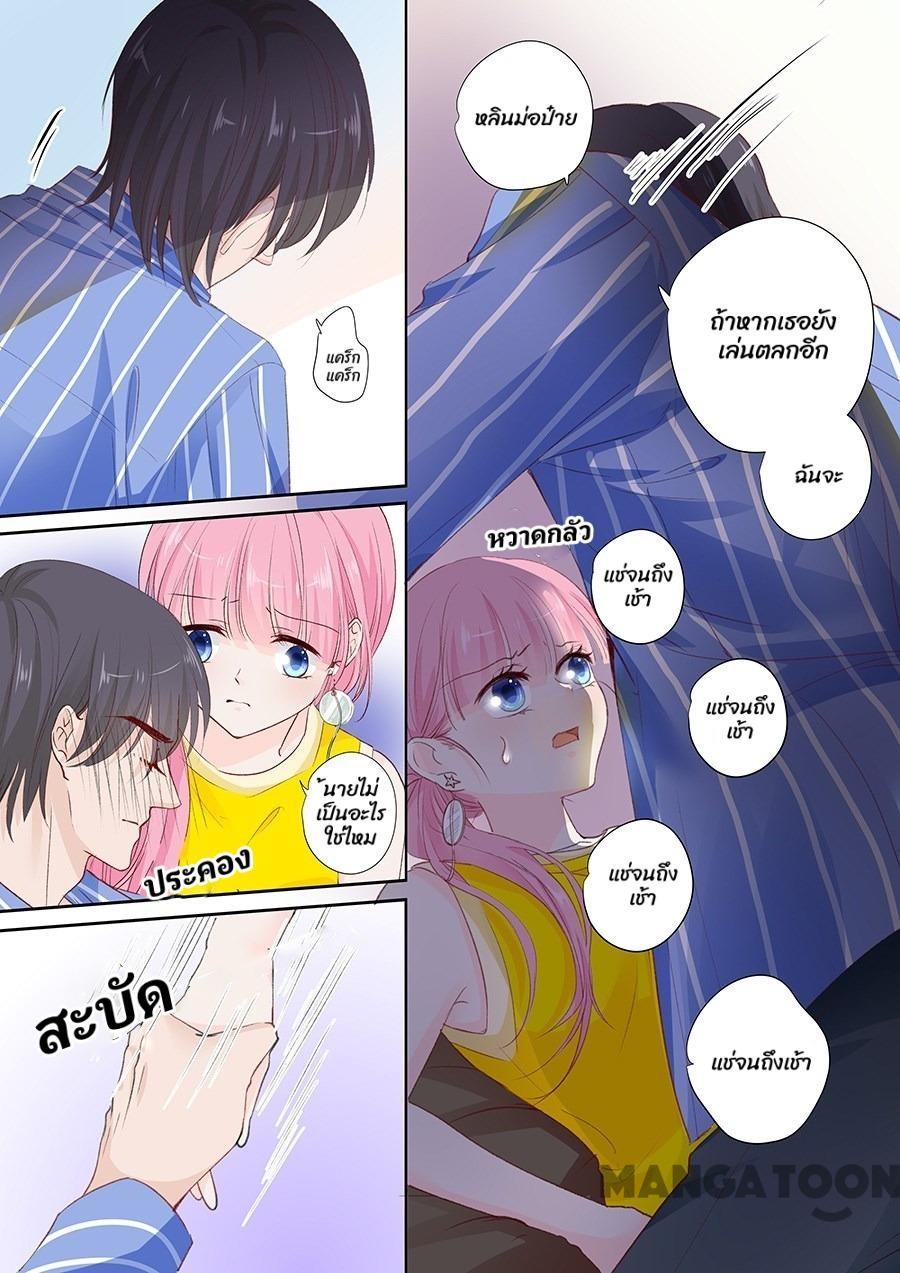 แคร็ก
แคร็ก
นายไม่
เป็นอะไร
ใช่ไหม
ประคอง
สะบัด
หลินม่อป๋าย
ถ้าหากเธอยัง
เล่นตลกอีก
ฉันจะ
หวาดกลัว
แช่จนถึง
เช้า
แช่จนถึง
เช้า
แช่จนถึง
เช้า
แช่จนถึงเช้า
MANGATOON